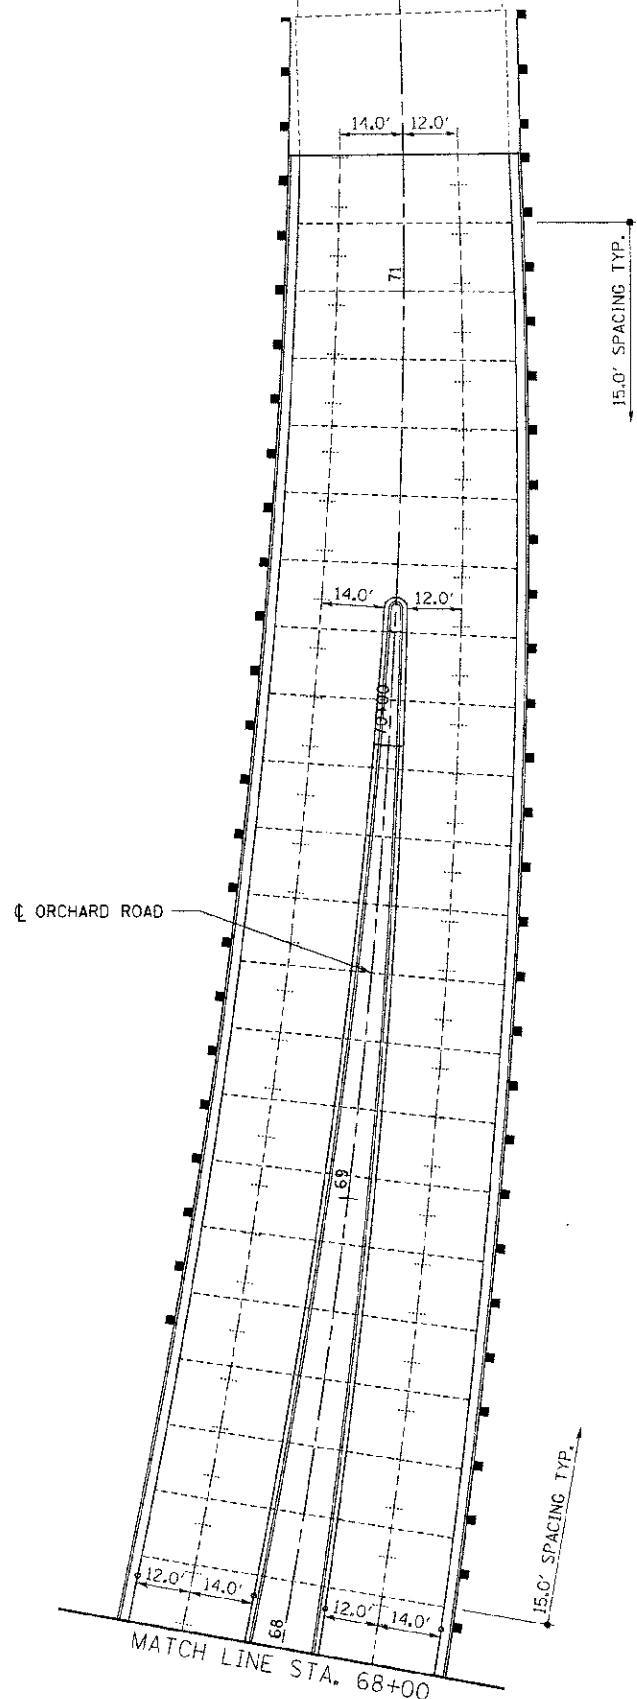 14.0' 12.0'
71
15.0' SPACING TYP.
14.0' 12.0'
70+00
℄ ORCHARD ROAD
69
15.0' SPACING TYP.
12.0' 14.0' 12.0' 14.0'
68
MATCH LINE STA. 68+00